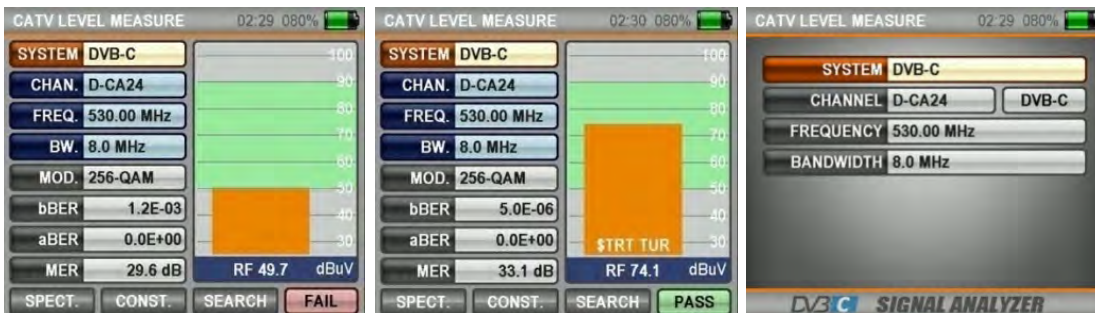 CATV LEVEL MEASURE 02:29 080%
SYSTEM DVB-C
CHAN. D-CA24
FREQ. 530.00 MHz
BW. 8.0 MHz
MOD. 256-QAM
bBER 1.2E-03
aBER 0.0E+00
MER 29.6 dB
100
90
80
70
60
50
40
30
RF 49.7 dBuV
SPECT. CONST. SEARCH FAIL
CATV LEVEL MEASURE 02:30 080%
SYSTEM DVB-C
CHAN. D-CA24
FREQ. 530.00 MHz
BW. 8.0 MHz
MOD. 256-QAM
bBER 5.0E-06
aBER 0.0E+00
MER 33.1 dB
100
90
80
70
60
50
40
30
$TRT TUR
RF 74.1 dBuV
SPECT. CONST. SEARCH PASS
CATV LEVEL MEASURE 02:29 080%
SYSTEM DVB-C
CHANNEL D-CA24 DVB-C
FREQUENCY 530.00 MHz
BANDWIDTH 8.0 MHz
DVB C SIGNAL ANALYZER